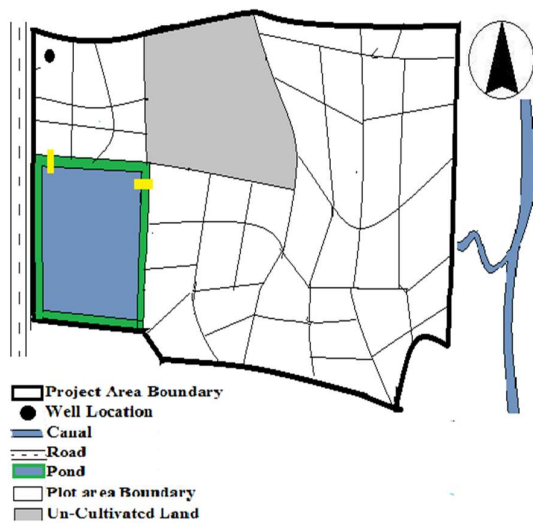 Project Area Boundary
Well Location
Canal
Road
Pond
Plot area Boundary
Un-Cultivated Land